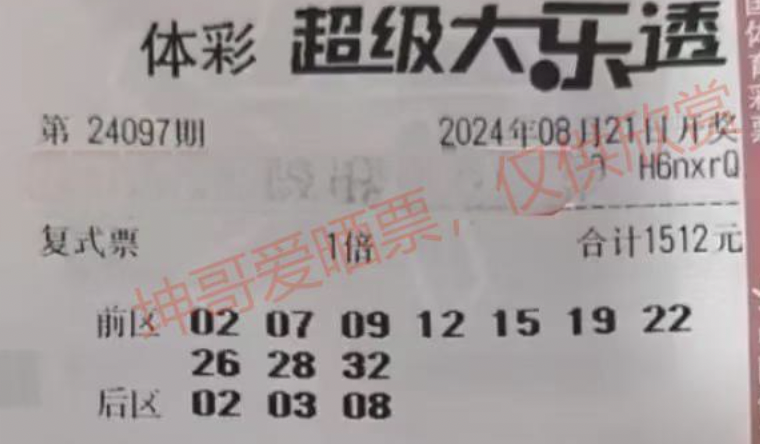 体彩 超级大乐透
第 24097期 2024年08月21日开奖
H6nxrQ
复式票 1倍 合计1512元
前区 02 07 09 12 15 19 22
26 28 32
后区 02 03 08
坤哥爱晒票，仅供欣赏
国体育彩票